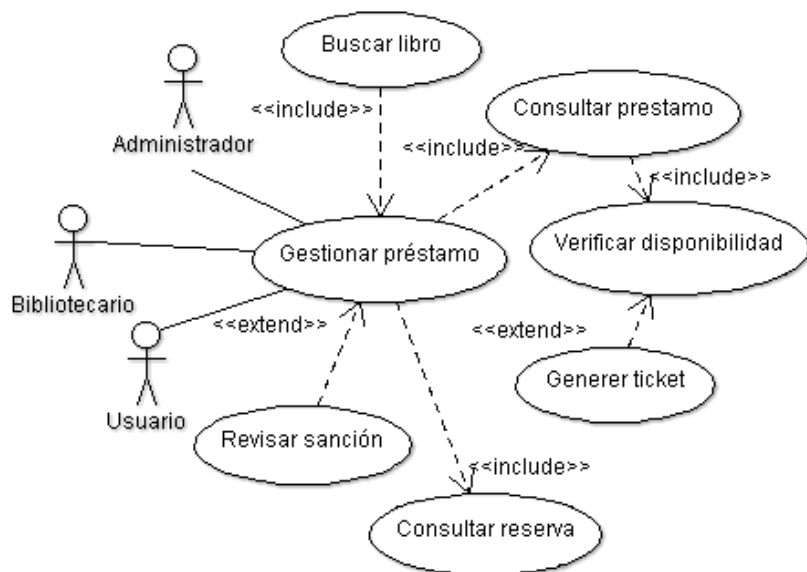 Buscar libro
Administrador
<<include>>
Consultar prestamo
<<include>>
<<include>>
Bibliotecario
Gestionar préstamo
Verificar disponibilidad
Usuario
<<extend>>
<<extend>>
Generer ticket
Revisar sanción
<<include>>
Consultar reserva